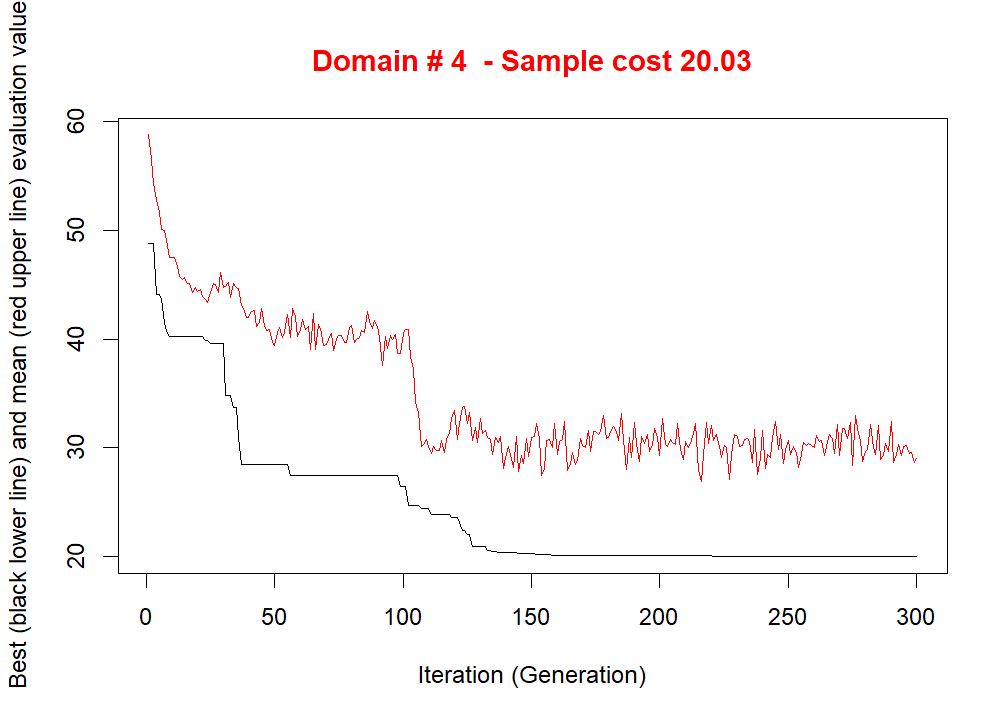 Domain # 4  - Sample cost 20.03
Best (black lower line) and mean (red upper line) evaluation value
60
50
40
30
20
0 50 100 150 200 250 300
Iteration (Generation)